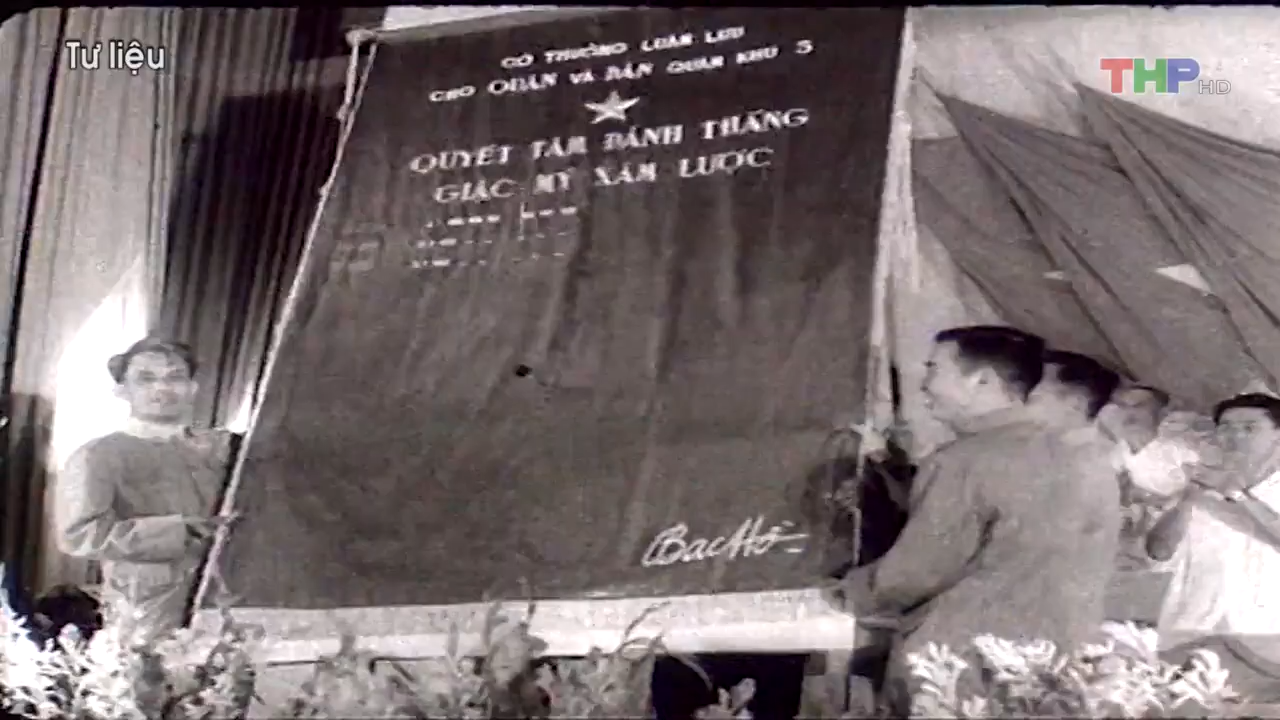 Tư liệu
THP HD
CỜ THƯỞNG LUÂN LƯU
CHO QUÂN VÀ DÂN QUÂN KHU 3
QUYẾT TÂM ĐÁNH THẮNG
GIẶC MỸ XÂM LƯỢC
Bác Hồ